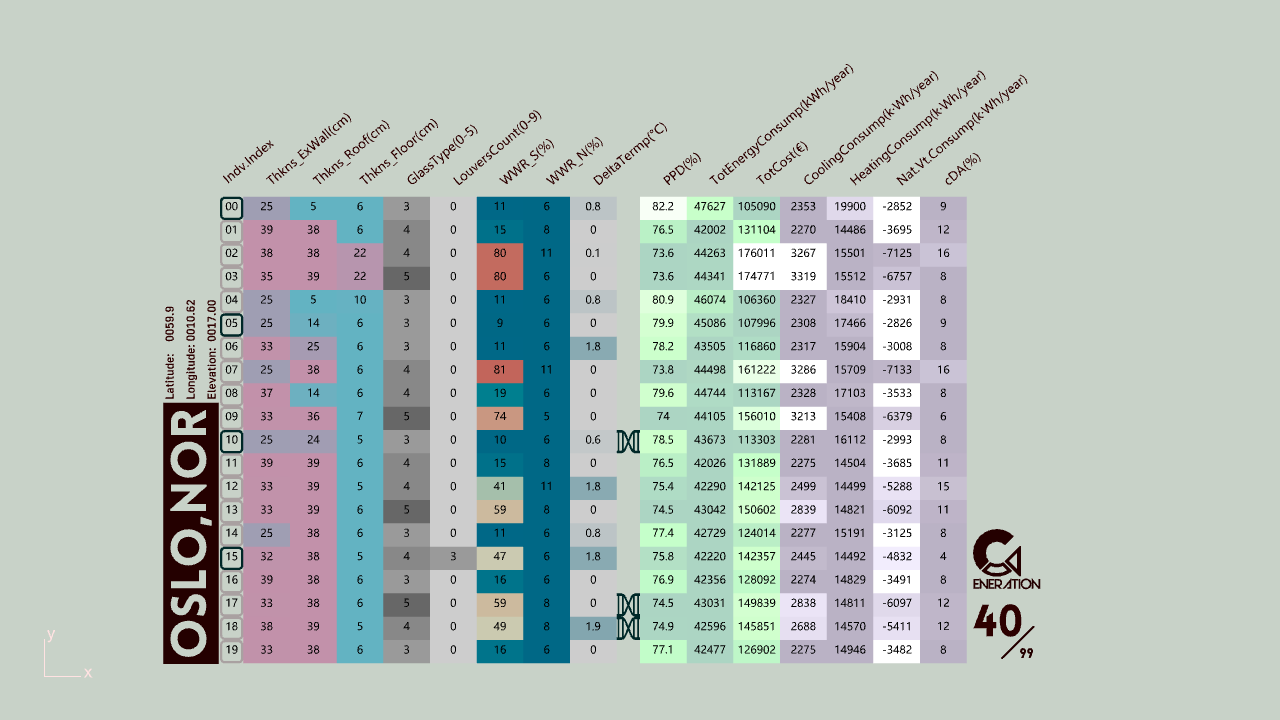 Indv.Index Thkns_ExWall(cm) Thkns_Roof(cm) Thkns_Floor(cm) GlassType(0-5) LouversCount(0-9) WWR_S(%) WWR_N(%) DeltaTermp(°C) PPD(%) TotEnergyConsump(kWh/year) TotCost(€) CoolingConsump(k·Wh/year) HeatingConsump(k·Wh/year) Nat.Vt.Consump(k·Wh/year) cDA(%)
00 25 5 6 3 0 11 6 0.8 82.2 47627 105090 2353 19900 -2852 9
01 39 38 6 4 0 15 8 0 76.5 42002 131104 2270 14486 -3695 12
02 38 38 22 4 0 80 11 0.1 73.6 44263 176011 3267 15501 -7125 16
03 35 39 22 5 0 80 6 0 73.6 44341 174771 3319 15512 -6757 8
04 25 5 10 3 0 11 6 0.8 80.9 46074 106360 2327 18410 -2931 8
05 25 14 6 3 0 9 6 0 79.9 45086 107996 2308 17466 -2826 9
06 33 25 6 3 0 11 6 1.8 78.2 43505 116860 2317 15904 -3008 8
07 25 38 6 4 0 81 11 0 73.8 44498 161222 3286 15709 -7133 16
08 37 14 6 4 0 19 6 0 79.6 44744 113167 2328 17103 -3533 8
09 33 36 7 5 0 74 5 0 74 44105 156010 3213 15408 -6379 6
10 25 24 5 3 0 10 6 0.6 78.5 43673 113303 2281 16112 -2993 8
11 39 39 6 4 0 15 8 0 76.5 42026 131889 2275 14504 -3685 11
12 33 39 5 4 0 41 11 1.8 75.4 42290 142125 2499 14499 -5288 15
13 33 39 6 5 0 59 8 0 74.5 43042 150602 2839 14821 -6092 11
14 25 38 6 3 0 11 6 0.8 77.4 42729 124014 2277 15191 -3125 8
15 32 38 5 4 3 47 6 1.8 75.8 42220 142357 2445 14492 -4832 4
16 39 38 6 3 0 16 6 0 76.9 42356 128092 2274 14829 -3491 8
17 33 38 6 5 0 59 8 0 74.5 43031 149839 2838 14811 -6097 12
18 38 39 5 4 0 49 8 1.9 74.9 42596 145851 2688 14570 -5411 12
19 33 38 6 3 0 16 6 0 77.1 42477 126902 2275 14946 -3482 8
Latitude: 0059.9
Longitude: 0010.62
Elevation: 0017.00
OSLO,NOR
ENERATION
40/99
y
x